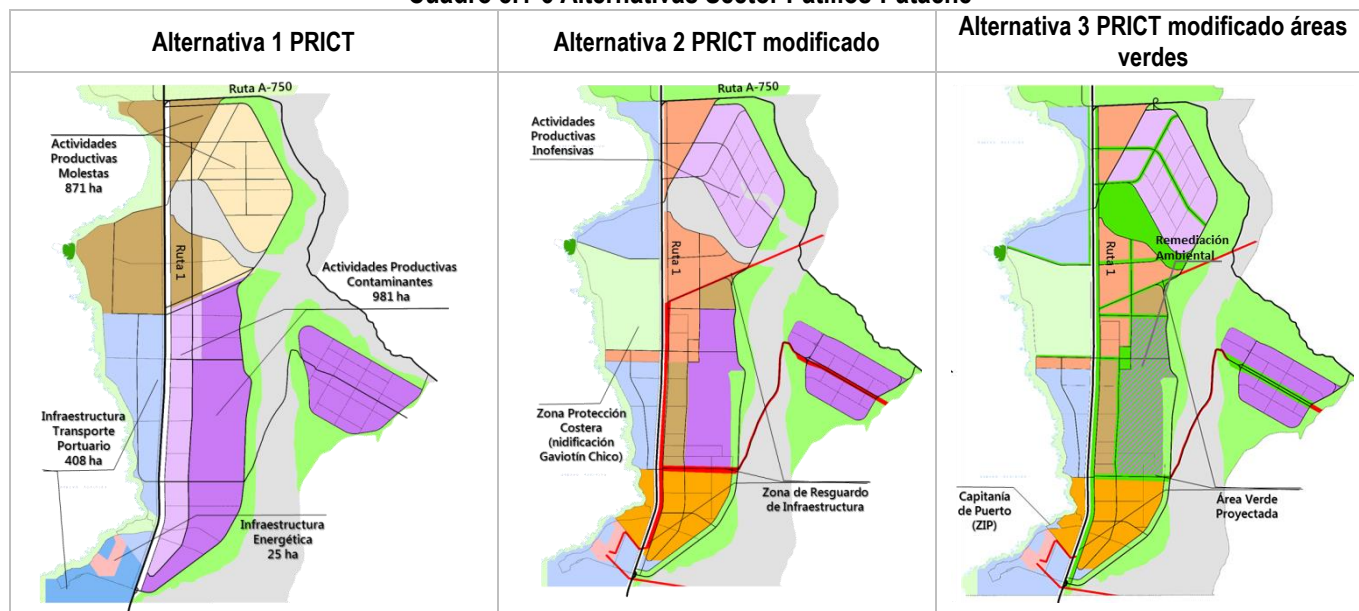 Alternativa 1 PRICT
Alternativa 2 PRICT modificado
Alternativa 3 PRICT modificado áreas
verdes
Ruta A-750
Actividades
Productivas
Molestas
871 ha
Ruta 1
Actividades Productivas
Contaminantes
981 ha
Infraestructura
Transporte
Portuario
408 ha
Infraestructura
Energética
25 ha
Ruta A-750
Actividades
Productivas
Inofensivas
Ruta 1
Zona Protección
Costera
(nidificación
Gaviotín Chico)
Zona de Resguardo
de Infraestructura
Ruta 1
Remediación
Ambiental
Capitanía
de Puerto
(ZIP)
Área Verde
Proyectada